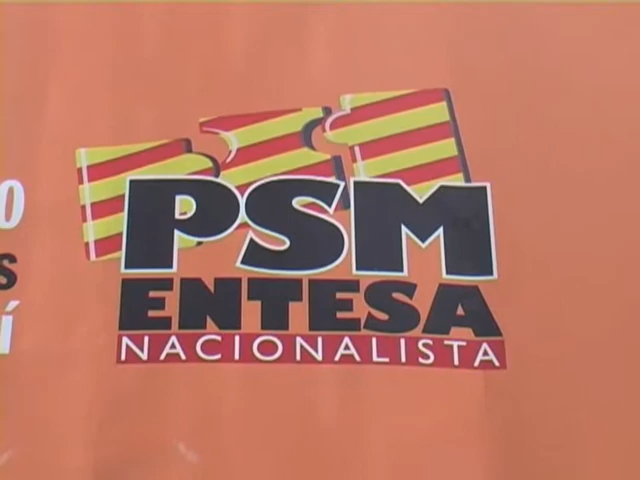 PSM
ENTESA
NACIONALISTA
o
s
í